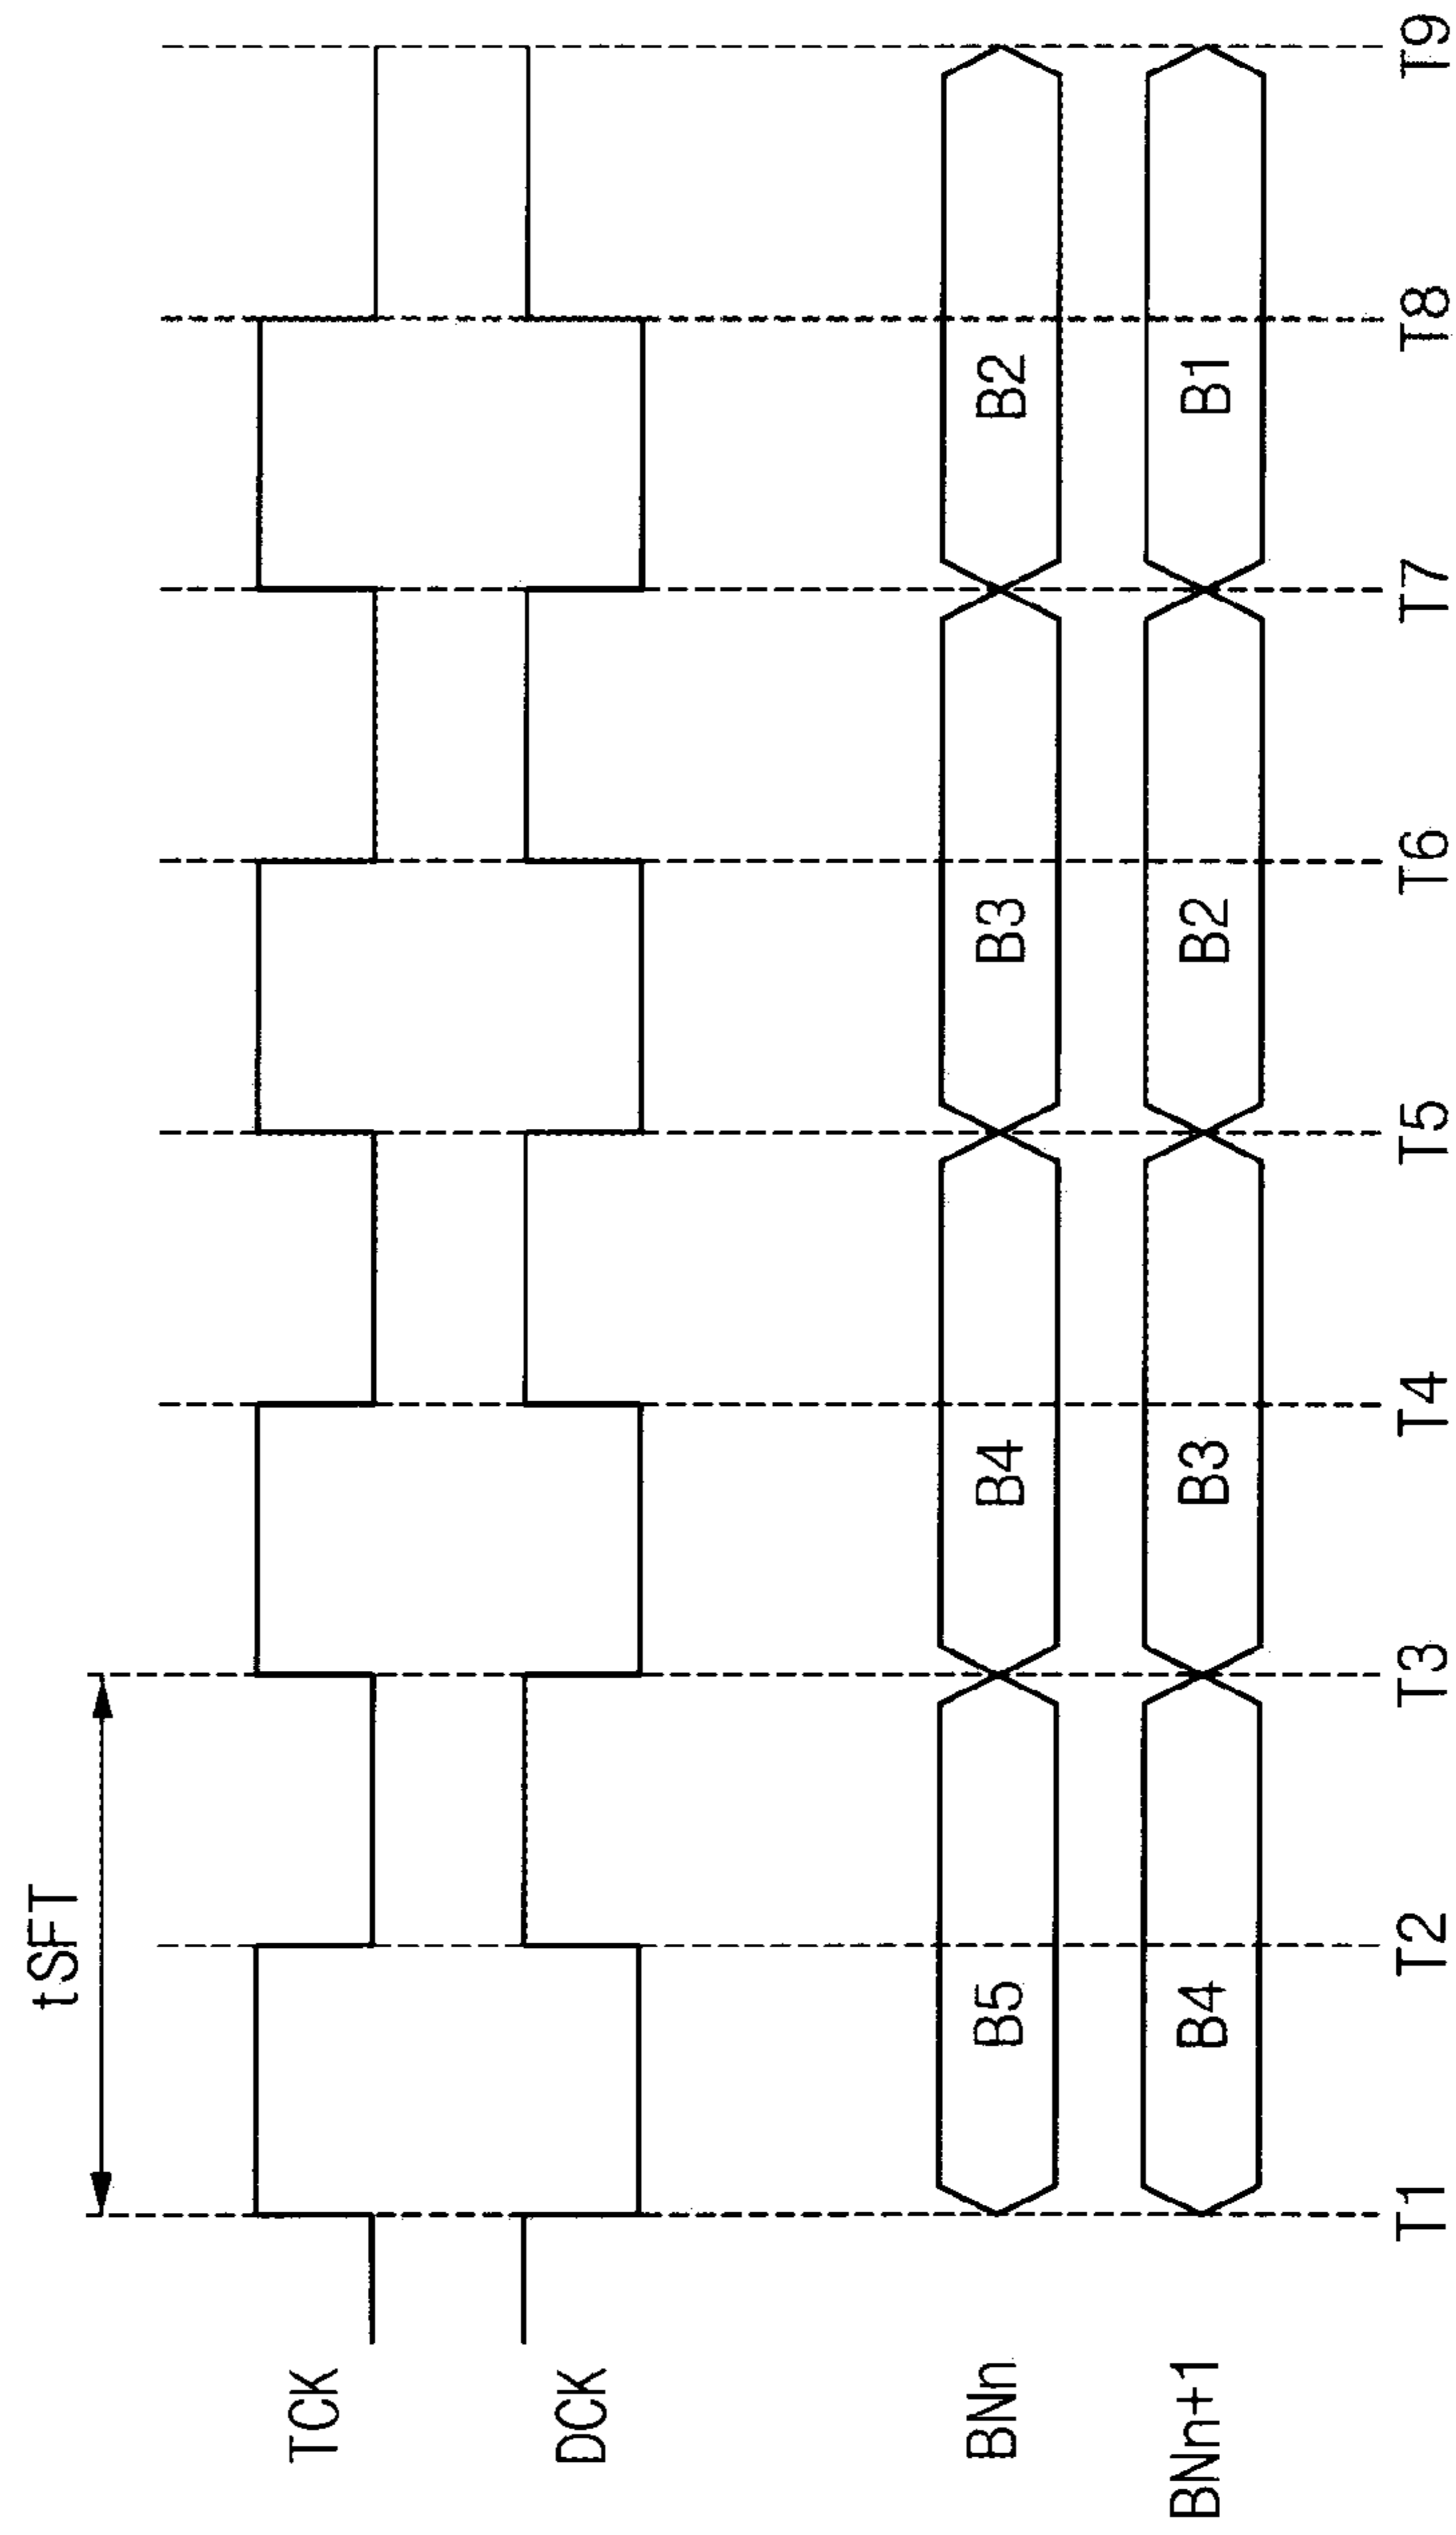 tSFT
TCK
DCK
BNn B5 B4 B3 B2
BNn+1 B4 B3 B2 B1
T1 T2 T3 T4 T5 T6 T7 T8 T9